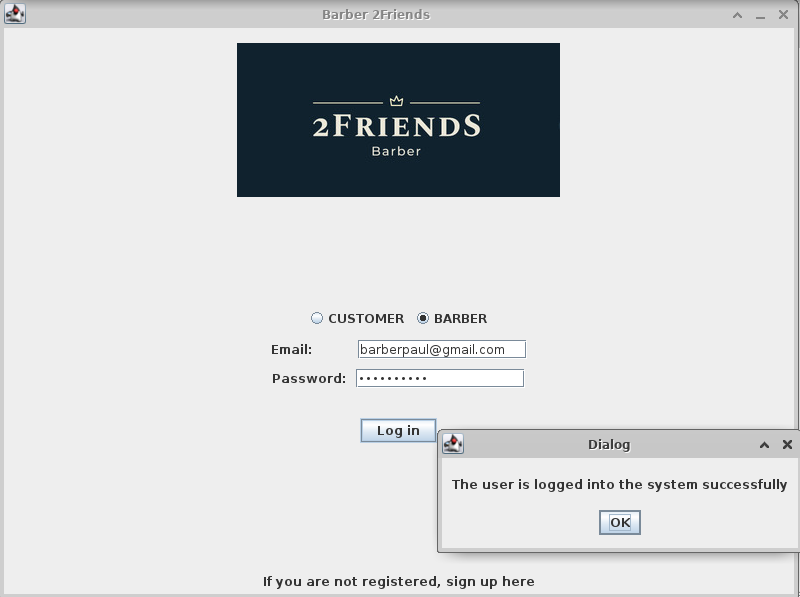 Barber 2Friends
2FRIENDS
Barber
CUSTOMER BARBER
Email: barberpaul@gmail.com
Password: ••••••••••
Log in
Dialog
The user is logged into the system successfully
OK
If you are not registered, sign up here